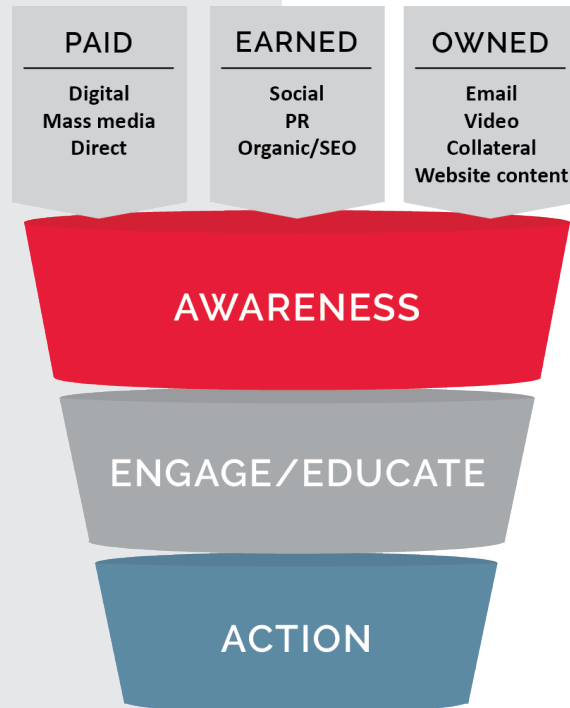 PAID
Digital
Mass media
Direct
EARNED
Social
PR
Organic/SEO
OWNED
Email
Video
Collateral
Website content
AWARENESS
ENGAGE/EDUCATE
ACTION